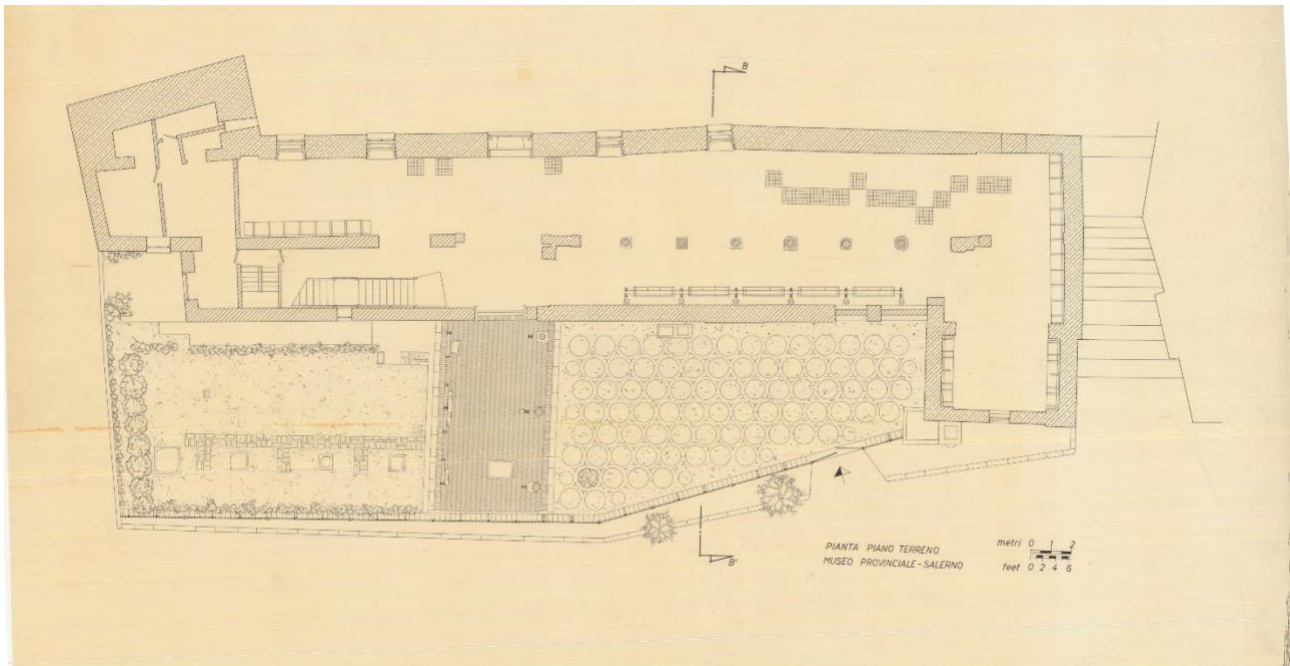 B
PIANTA PIANO TERRENO
MUSEO PROVINCIALE - SALERNO
metri 0 1 2
feet 0 2 4 6
B'